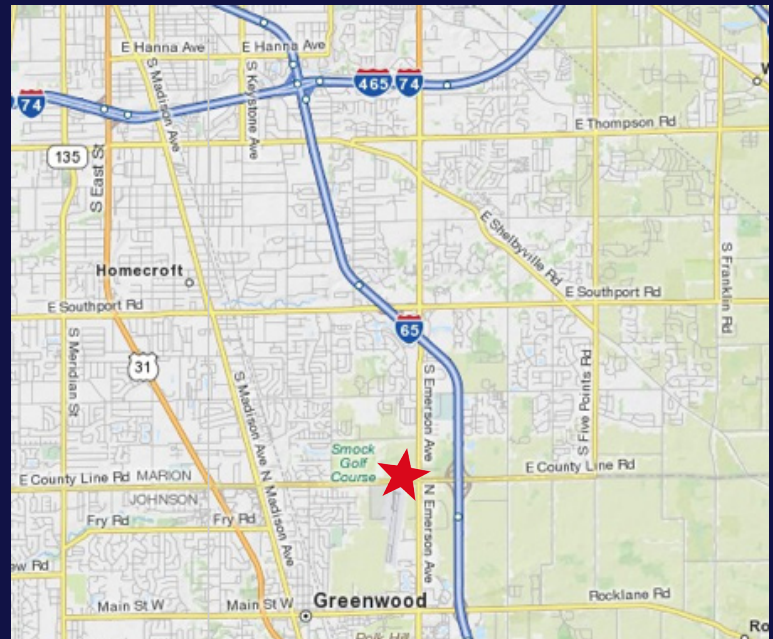 E Hanna Ave
E Hanna Ave
S Madison Ave
S Keystone Ave
465
74
74
E Thompson Rd
135
S East St
E Shelbyville Rd
S Franklin Rd
Homecroft
E Southport Rd
E Southport Rd
65
S Meridian St
31
S Madison Ave
N Madison Ave
S Emerson Ave
S Five Points Rd
Smock
Golf
Course
E County Line Rd
MARION
E County Line Rd
JOHNSON
N Emerson Ave
Fry Rd
Fry Rd
ew Rd
Main St W
Main St W
Greenwood
Rocklane Rd
Ro